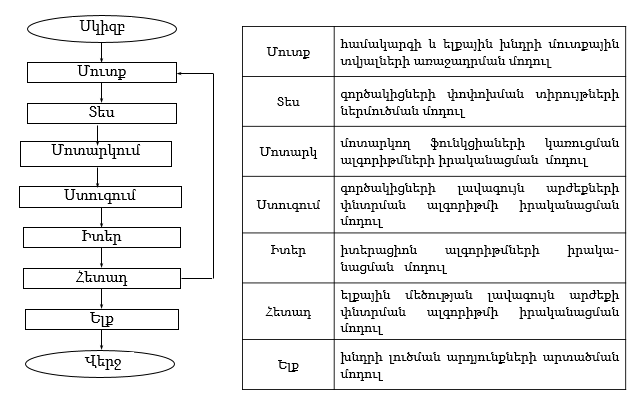 Սկիզբ
Մուտք
Տես
Մոտարկում
Ստուգում
Իտեր
Հետադ
Ելք
Վերջ
Մուտք
համակարգի և ելքային խնդրի մուտքային
տվյալների առաջադրման մոդուլ
Տես
գործակիցների փոփոխման տիրույթների
ներմուծման մոդուլ
Մոտարկ
մոտարկող ֆունկցիաների կառուցման
ալգորիթմների իրականացման մոդուլ
Ստուգում
գործակիցների լավագույն արժեքների
փնտրման ալգորիթմի իրականացման
մոդուլ
Իտեր
իտերացիոն ալգորիթմների իրակա-
նացման մոդուլ
Հետադ
ելքային մեծության լավագույն արժեքի
փնտրման ալգորիթմի իրականացման
մոդուլ
Ելք
խնդրի լուծման արդյունքների արտածման
մոդուլ